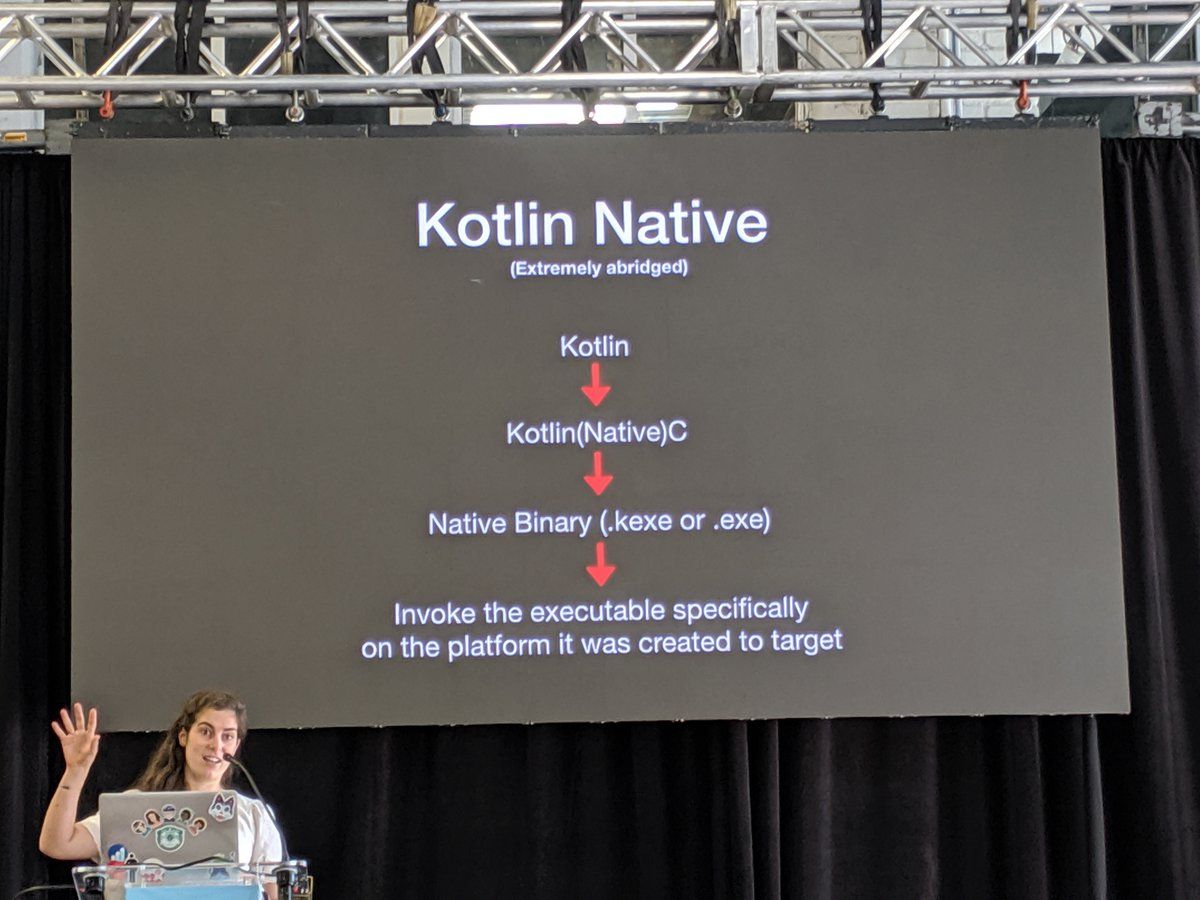 Kotlin Native
(Extremely abridged)
Kotlin
Kotlin(Native)C
Native Binary (.kexe or .exe)
Invoke the executable specifically
on the platform it was created to target